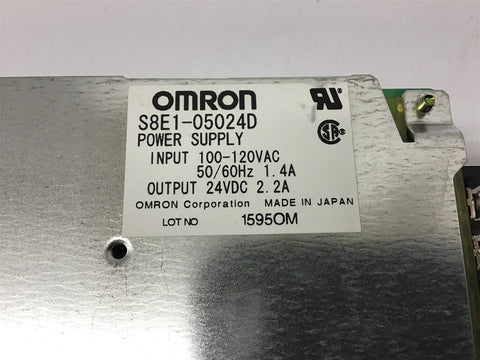 OMRON
S8E1-05024D
POWER SUPPLY
INPUT 100-120VAC
50/60Hz 1.4A
OUTPUT 24VDC 2.2A
OMRON Corporation MADE IN JAPAN
LOT NO 1595OM